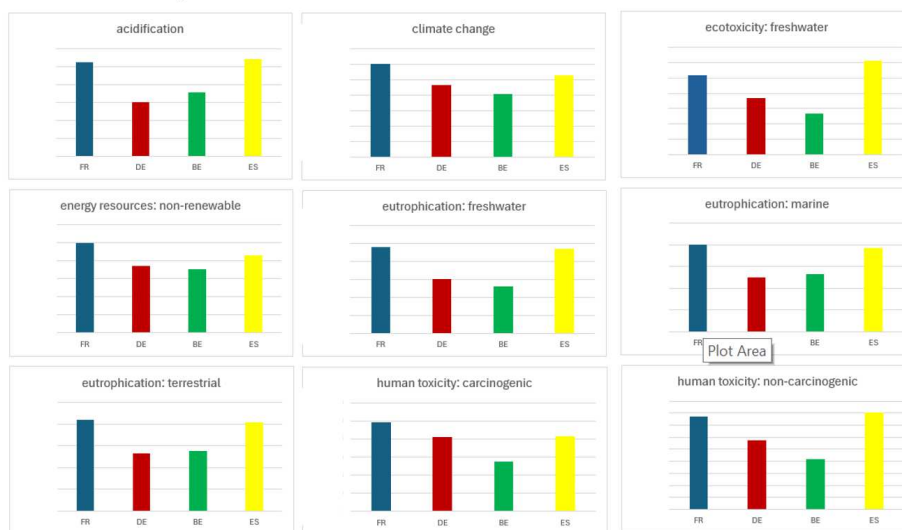 acidification
FR DE BE ES
climate change
FR DE BE ES
ecotoxicity: freshwater
FR DE BE ES
energy resources: non-renewable
FR DE BE ES
eutrophication: freshwater
FR DE BE ES
eutrophication: marine
FR DE BE ES
Plot Area
eutrophication: terrestrial
FR DE BE ES
human toxicity: carcinogenic
FR DE BE ES
human toxicity: non-carcinogenic
FR DE BE ES